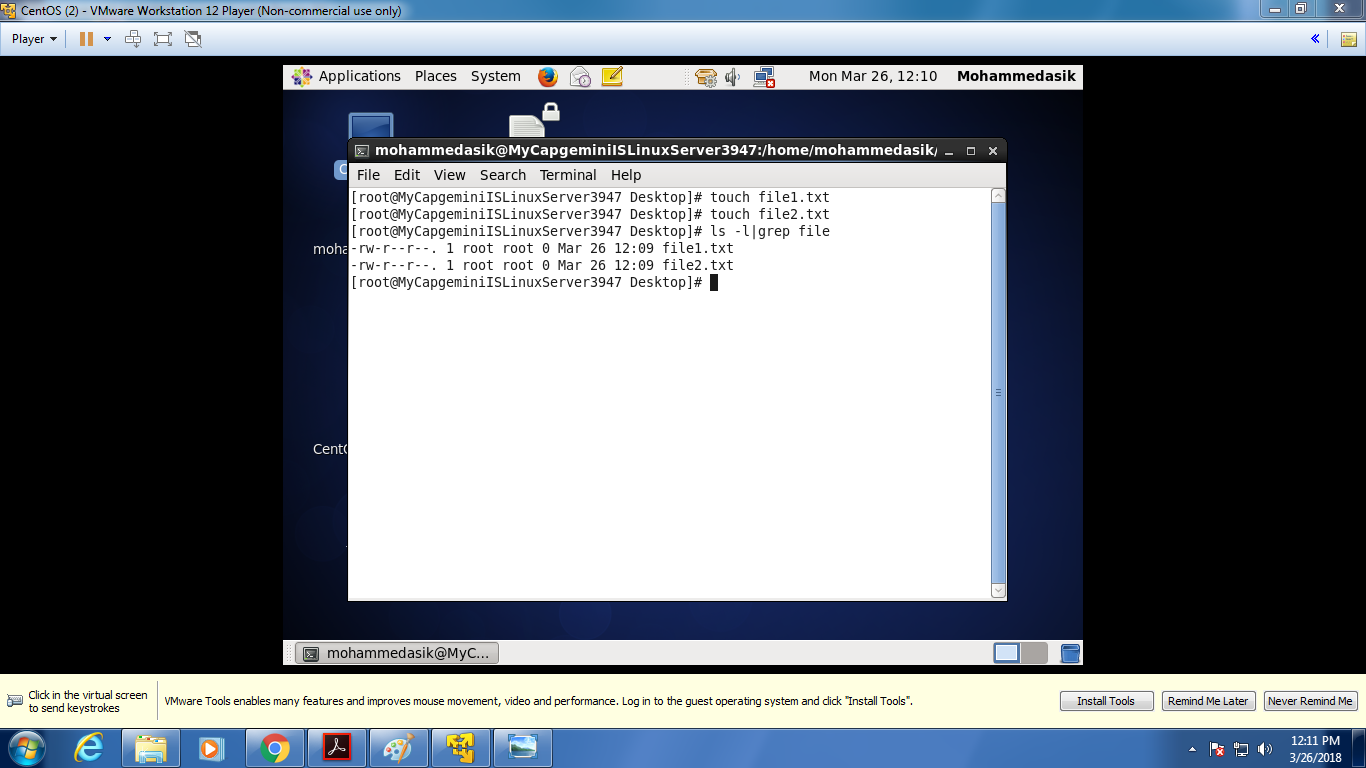 CentOS (2) - VMware Workstation 12 Player (Non-commercial use only)
Player
Applications Places System Mon Mar 26, 12:10 Mohammedasik
mohammedasik@MyCapgeminiISLinuxServer3947:/home/mohammedasik/
C
File Edit View Search Terminal Help
[root@MyCapgeminiISLinuxServer3947 Desktop]# touch file1.txt
[root@MyCapgeminiISLinuxServer3947 Desktop]# touch file2.txt
[root@MyCapgeminiISLinuxServer3947 Desktop]# ls -l|grep file
-rw-r--r--. 1 root root 0 Mar 26 12:09 file1.txt
moha
-rw-r--r--. 1 root root 0 Mar 26 12:09 file2.txt
[root@MyCapgeminiISLinuxServer3947 Desktop]#
CentO
mohammedasik@MyC...
Click in the virtual screen
to send keystrokes
VMware Tools enables many features and improves mouse movement, video and performance. Log in to the guest operating system and click "Install Tools".
Install Tools Remind Me Later Never Remind Me
12:11 PM
3/26/2018